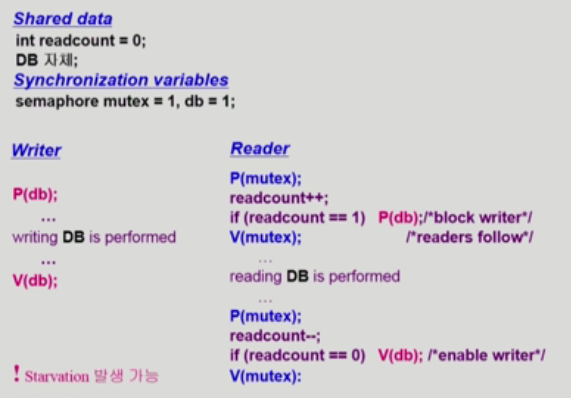 Shared data
int readcount = 0;
DB 자체;
Synchronization variables
semaphore mutex = 1, db = 1;
Writer
P(db);
...
writing DB is performed
...
V(db);
! Starvation 발생 가능
Reader
P(mutex);
readcount++;
if (readcount == 1) P(db);/*block writer*/
V(mutex); /*readers follow*/
...
reading DB is performed
...
P(mutex);
readcount--;
if (readcount == 0) V(db); /*enable writer*/
V(mutex):